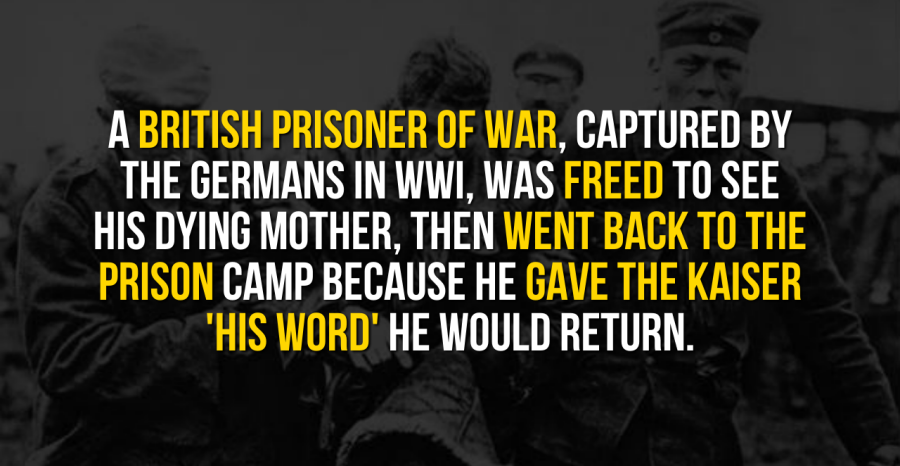 A BRITISH PRISONER OF WAR, CAPTURED BY
THE GERMANS IN WWI, WAS FREED TO SEE
HIS DYING MOTHER, THEN WENT BACK TO THE
PRISON CAMP BECAUSE HE GAVE THE KAISER
'HIS WORD' HE WOULD RETURN.